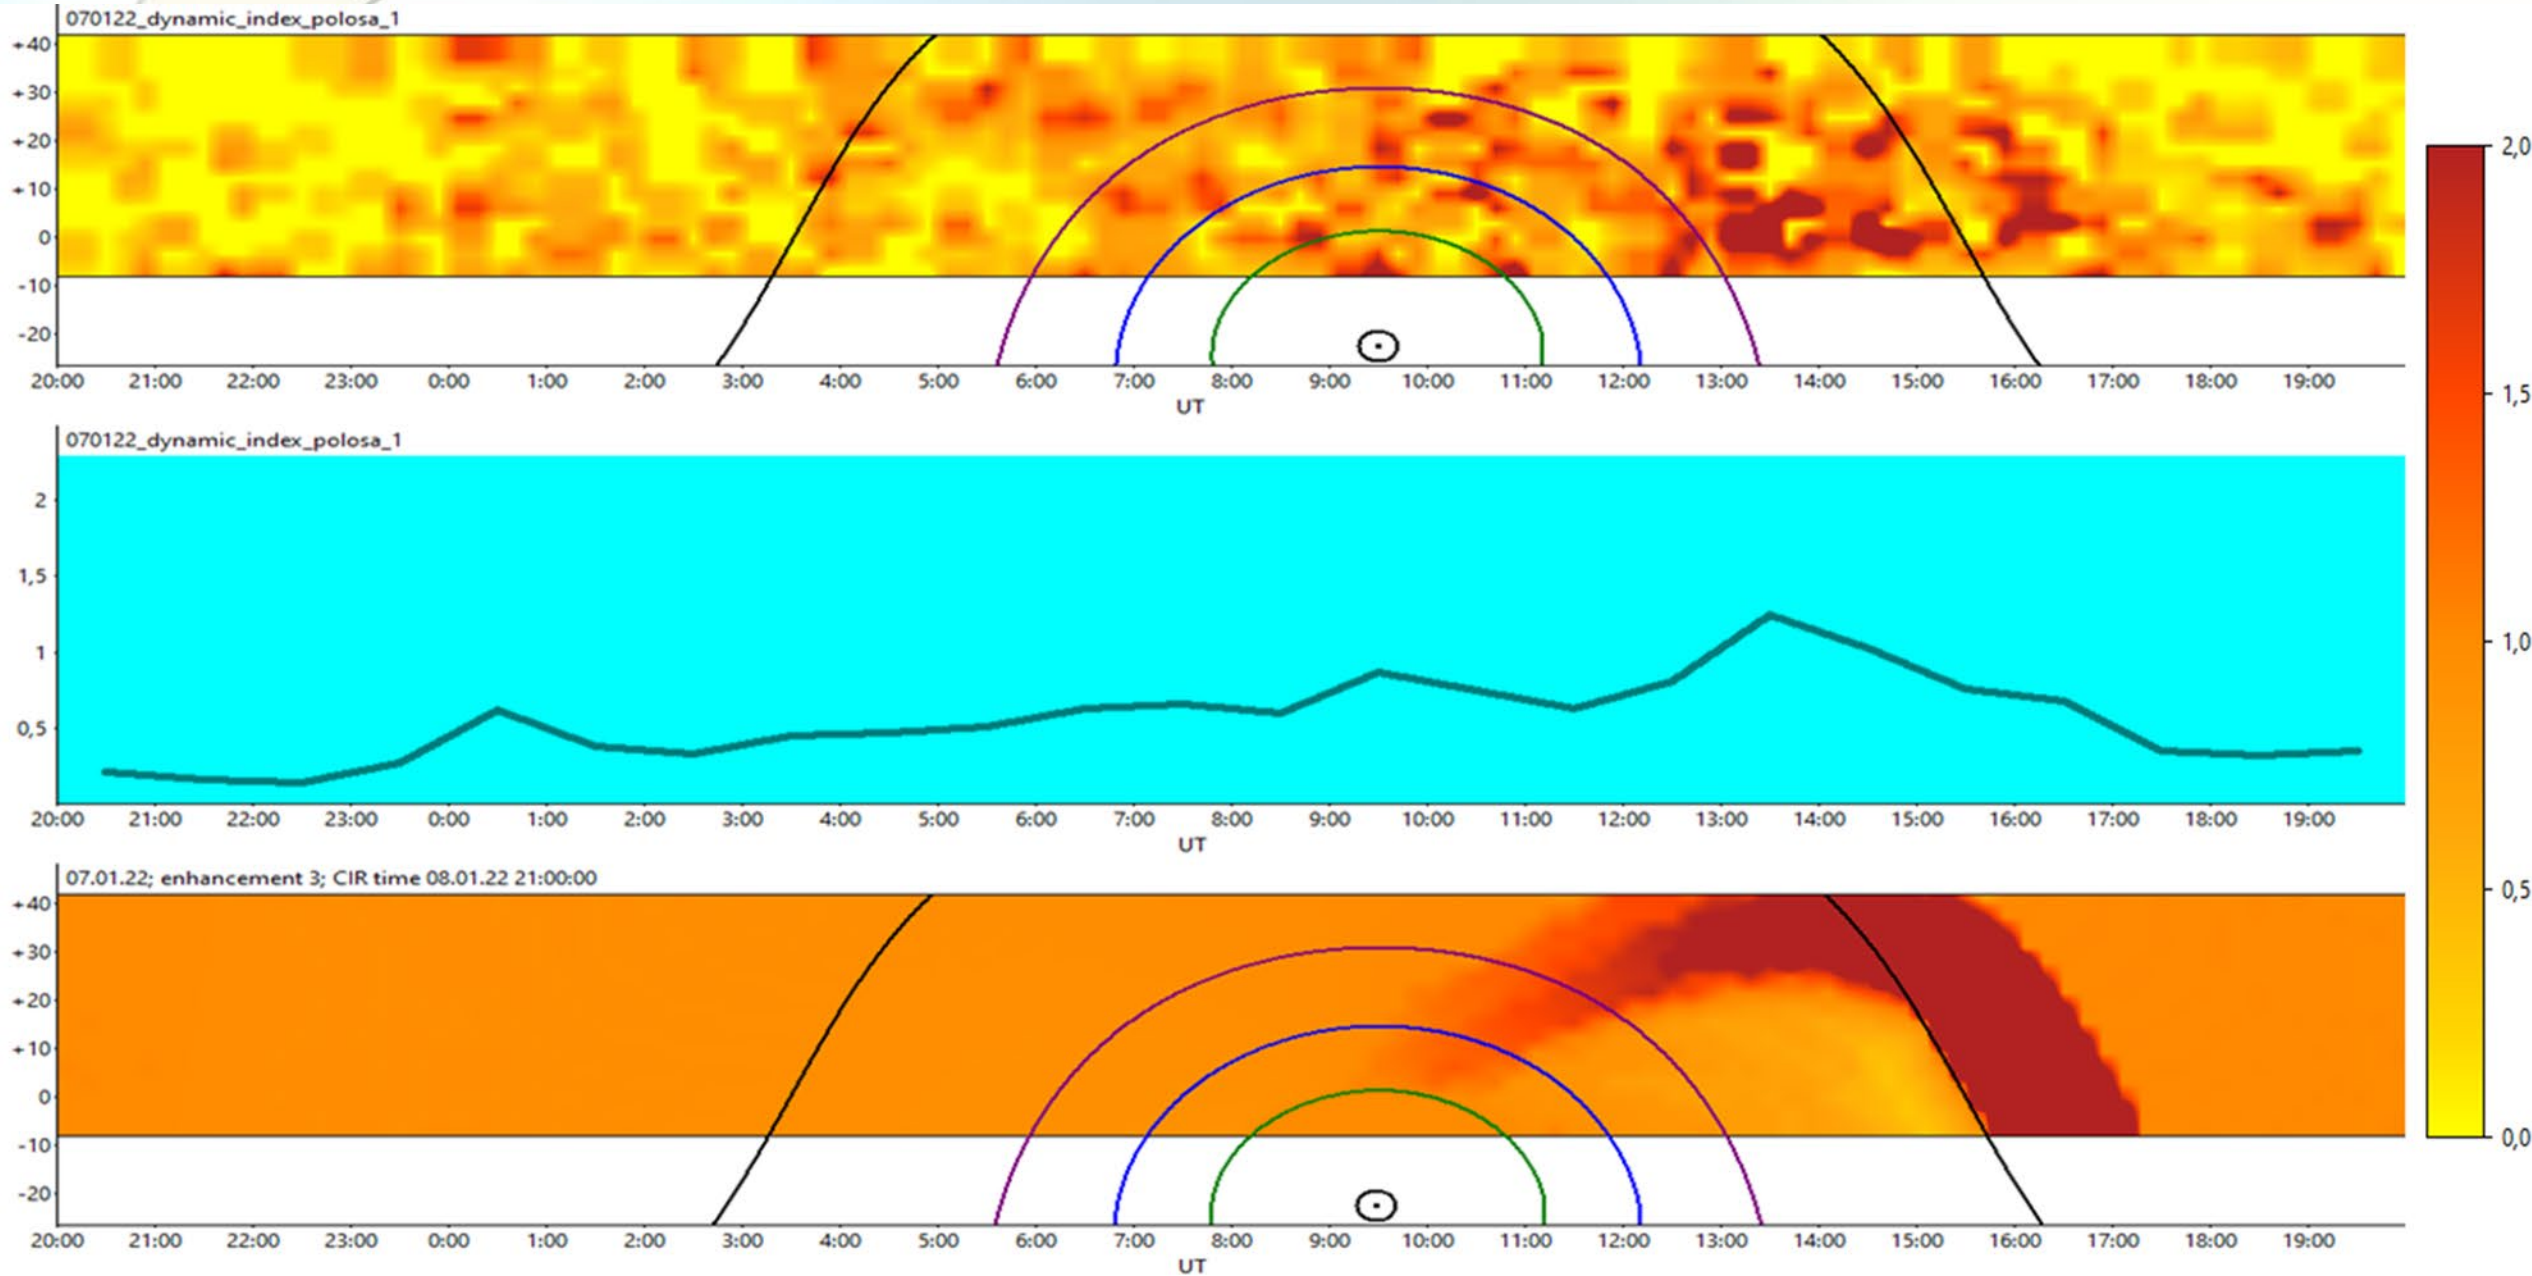 070122_dynamic_index_polosa_1
+40
+30
+20
+10
0
-10
-20
20:00 21:00 22:00 23:00 0:00 1:00 2:00 3:00 4:00 5:00 6:00 7:00 8:00 9:00 10:00 11:00 12:00 13:00 14:00 15:00 16:00 17:00 18:00 19:00
UT
070122_dynamic_index_polosa_1
2
1,5
1
0,5
20:00 21:00 22:00 23:00 0:00 1:00 2:00 3:00 4:00 5:00 6:00 7:00 8:00 9:00 10:00 11:00 12:00 13:00 14:00 15:00 16:00 17:00 18:00 19:00
UT
07.01.22; enhancement 3; CIR time 08.01.22 21:00:00
+40
+30
+20
+10
0
-10
-20
20:00 21:00 22:00 23:00 0:00 1:00 2:00 3:00 4:00 5:00 6:00 7:00 8:00 9:00 10:00 11:00 12:00 13:00 14:00 15:00 16:00 17:00 18:00 19:00
UT
2,0
1,5
1,0
0,5
0,0